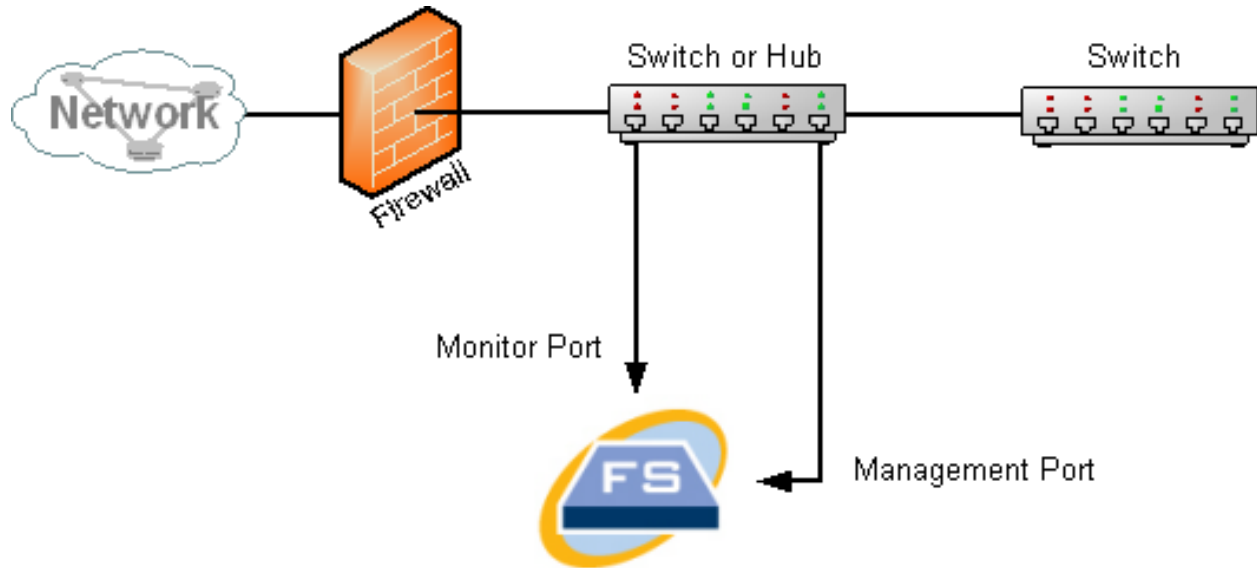 Network
Firewall
Switch or Hub
Switch
Monitor Port
Management Port
FS